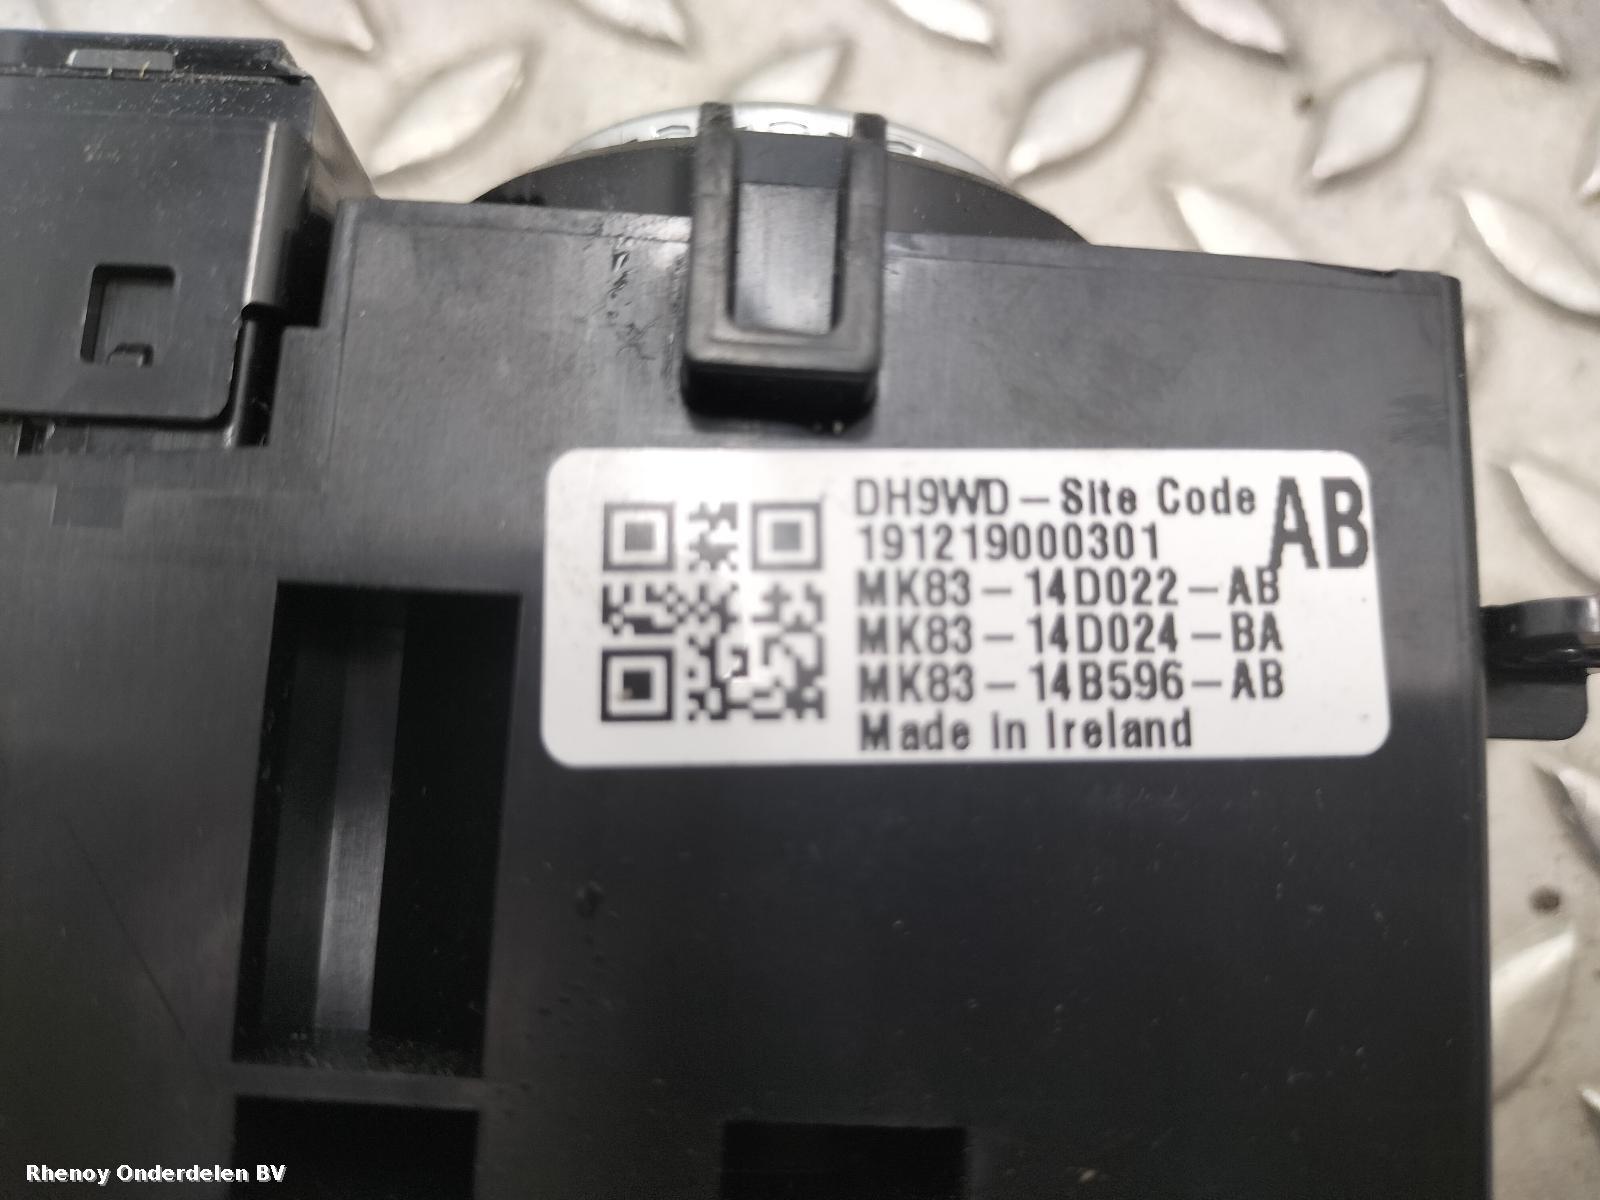 DH9WD-Site Code AB
191219000301
MK83-14D022-AB
MK83-14D024-BA
MK83-14B596-AB
Made in Ireland
Rhenoy Onderdelen BV